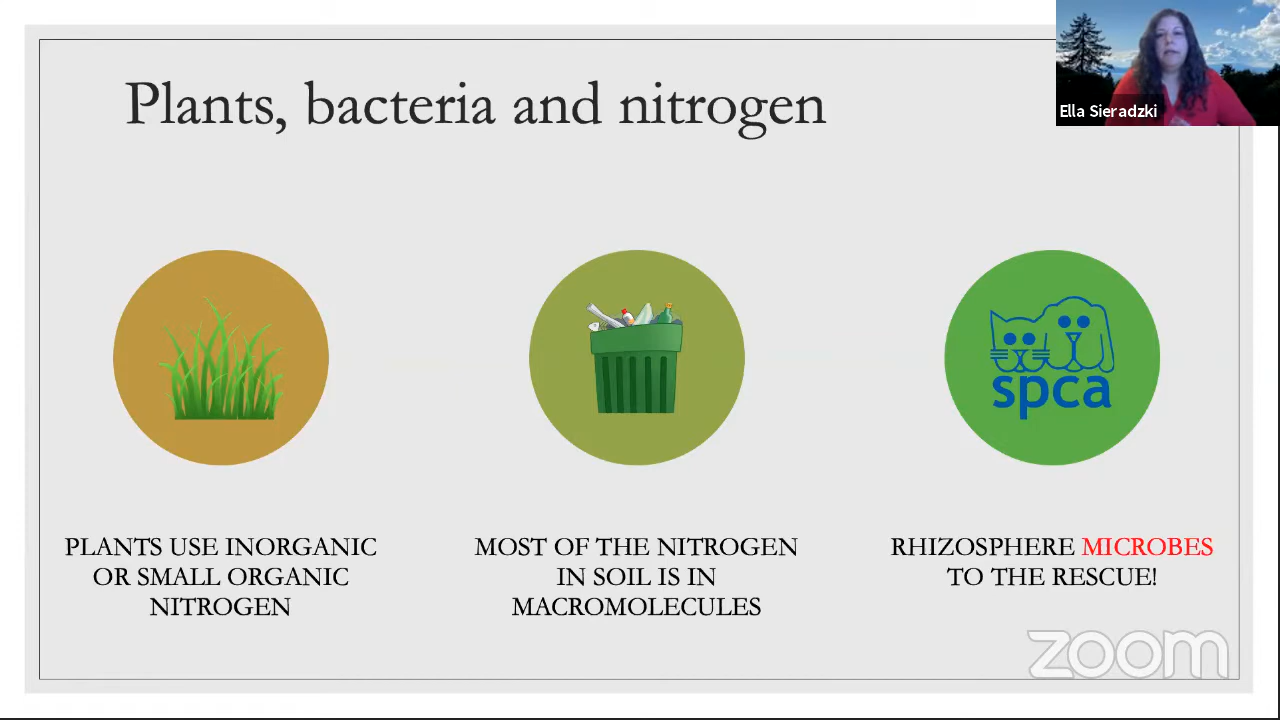 Plants, bacteria and nitrogen
Ella Sieradzki
spca
PLANTS USE INORGANIC
OR SMALL ORGANIC
NITROGEN
MOST OF THE NITROGEN
IN SOIL IS IN
MACROMOLECULES
RHIZOSPHERE MICROBES
TO THE RESCUE!
zoom